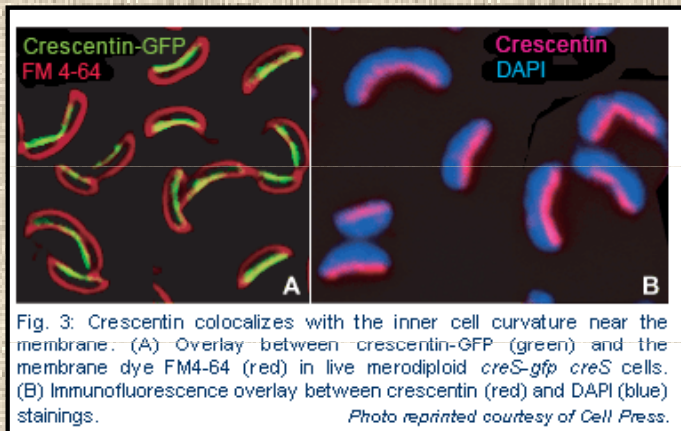 Crescentin-GFP
FM 4-64
A
Crescentin
DAPI
B
Fig. 3: Crescentin colocalizes with the inner cell curvature near the
membrane. (A) Overlay between crescentin-GFP (green) and the
membrane dye FM4-64 (red) in live merodiploid creS-gfp creS cells.
(B) Immunofluorescence overlay between crescentin (red) and DAPI (blue)
stainings. Photo reprinted courtesy of Cell Press.